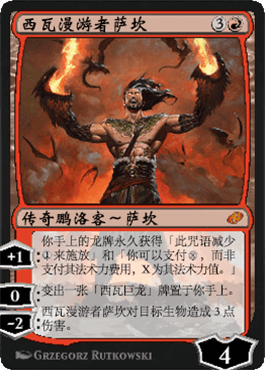 西瓦漫游者萨坎 3
传奇鹏洛客～萨坎
+1
你手上的龙牌永久获得「此咒语减少
1来施放」和「你可以支付X，而非
支付其法术力费用，X为其法术力值。」
0
变出一张「西瓦巨龙」牌置于你手上。
-2
西瓦漫游者萨坎对目标生物造成3点
伤害。
4
GRZEGORZ RUTKOWSKI